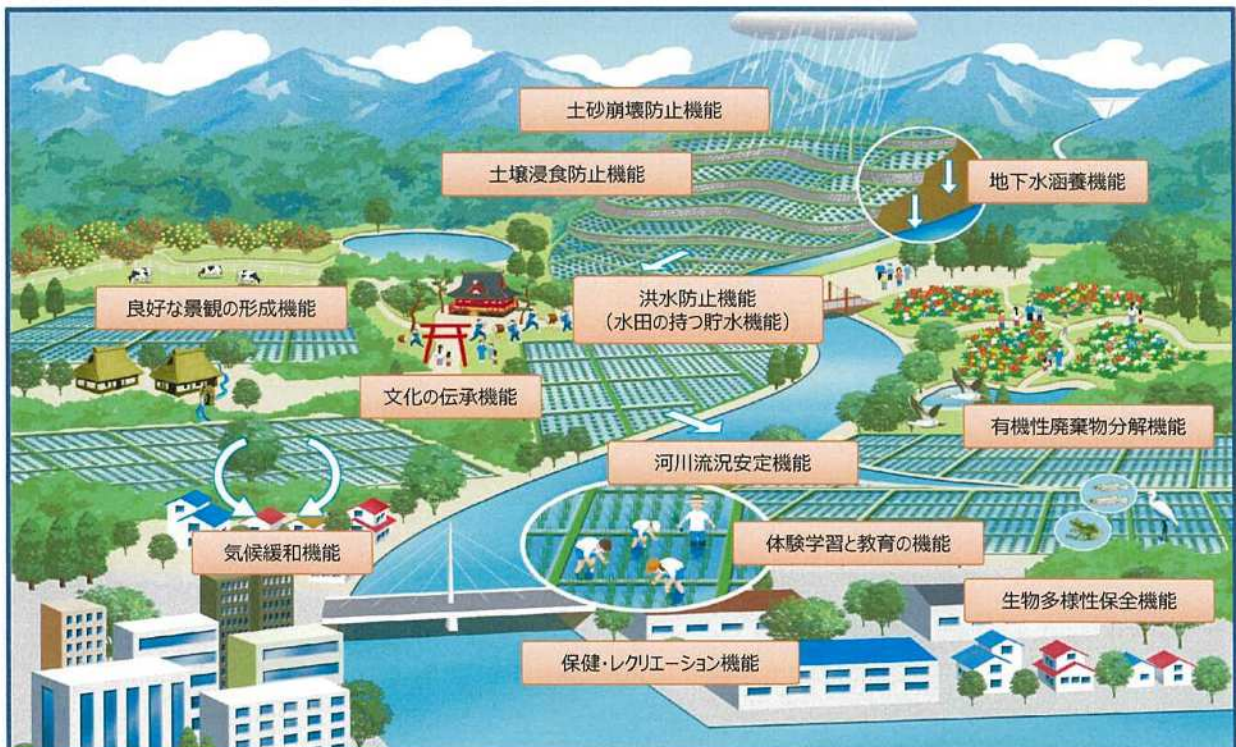 土砂崩壊防止機能
土壌浸食防止機能
地下水涵養機能
良好な景観の形成機能
洪水防止機能
（水田の持つ貯水機能）
文化の伝承機能
有機性廃棄物分解機能
河川流況安定機能
気候緩和機能
体験学習と教育の機能
生物多様性保全機能
保健・レクリエーション機能